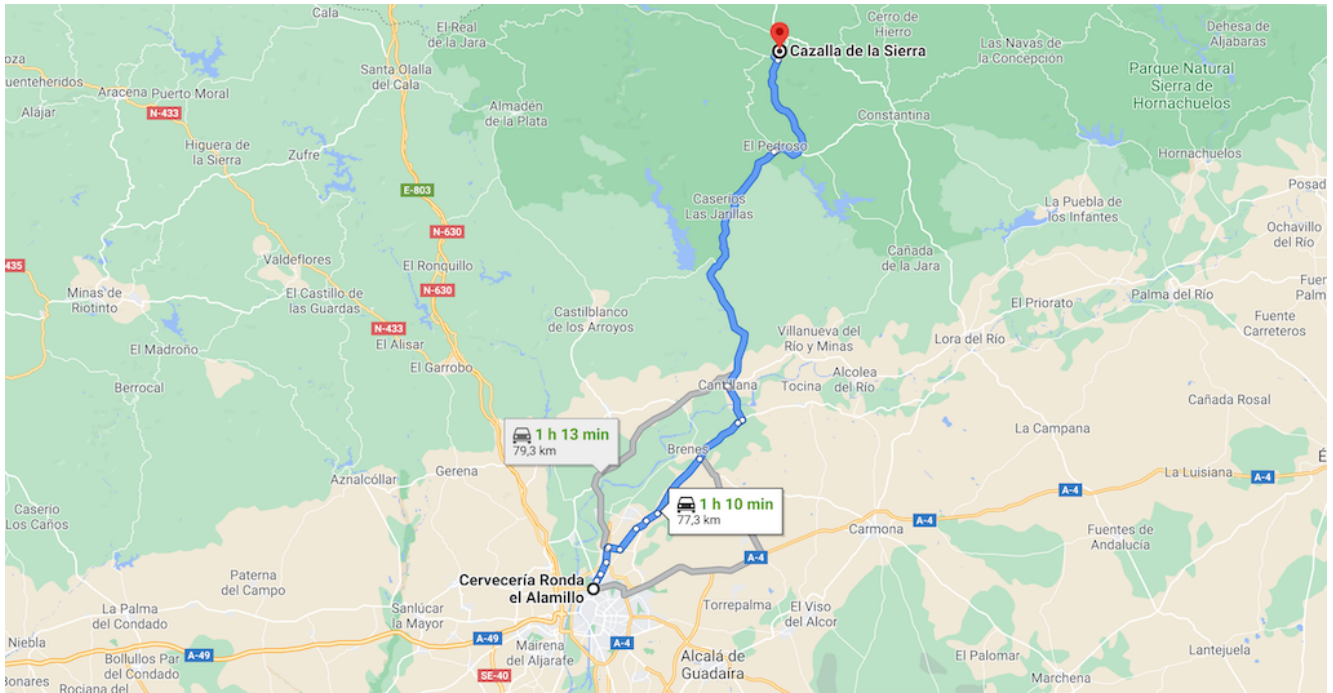 Cala
El Real
de la Jara
Cerro de
Hierro
Dehesa de
Aljabaras
Cazalla de la Sierra
Las Navas de
la Concepción
oza
uenteheridos
Aracena
Puerto Moral
Santa Olalla
del Cala
Parque Natural
Sierra de
Hornachuelos
Alájar
N-433
Almadén
de la Plata
Constantina
Higuera de
la Sierra
Zufre
El Pedroso
Hornachuelos
E-803
Posad
Caseríos
Las Jarillas
La Puebla de
los Infantes
N-630
Ochavillo
del Río
435
Valdeflores
El Ronquillo
Cañada
de la Jara
Minas de
Riotinto
El Castillo de
las Guardas
N-630
Palma del Río
Fuen
Palm
El Priorato
Castilblanco
de los Arroyos
N-433
El Alisar
Villanueva del
Río y Minas
Lora del Río
Fuente
Carreteros
El Madroño
El Garrobo
Berrocal
Cantillana
Tocina
Alcolea
del Río
Cañada Rosal
1 h 13 min
79,3 km
La Campana
Brenes
Gerena
Aznalcóllar
La Luisiana
A-4
É
A-4
Caserio
Los Caños
1 h 10 min
77,3 km
A-4
Carmona
Fuentes de
Andalucía
A-4
Paterna
del Campo
Cervecería Ronda
el Alamillo
La Palma
del Condado
Sanlúcar
la Mayor
Torrepalma
El Viso
del Alcor
Niebla
A-49
A-4
Mairena
del Aljarafe
Bollullos Par
del Condado
A-49
Alcalá de
Guadaíra
El Palomar
Lantejuela
SE-40
Marchena
onares
Rociana del